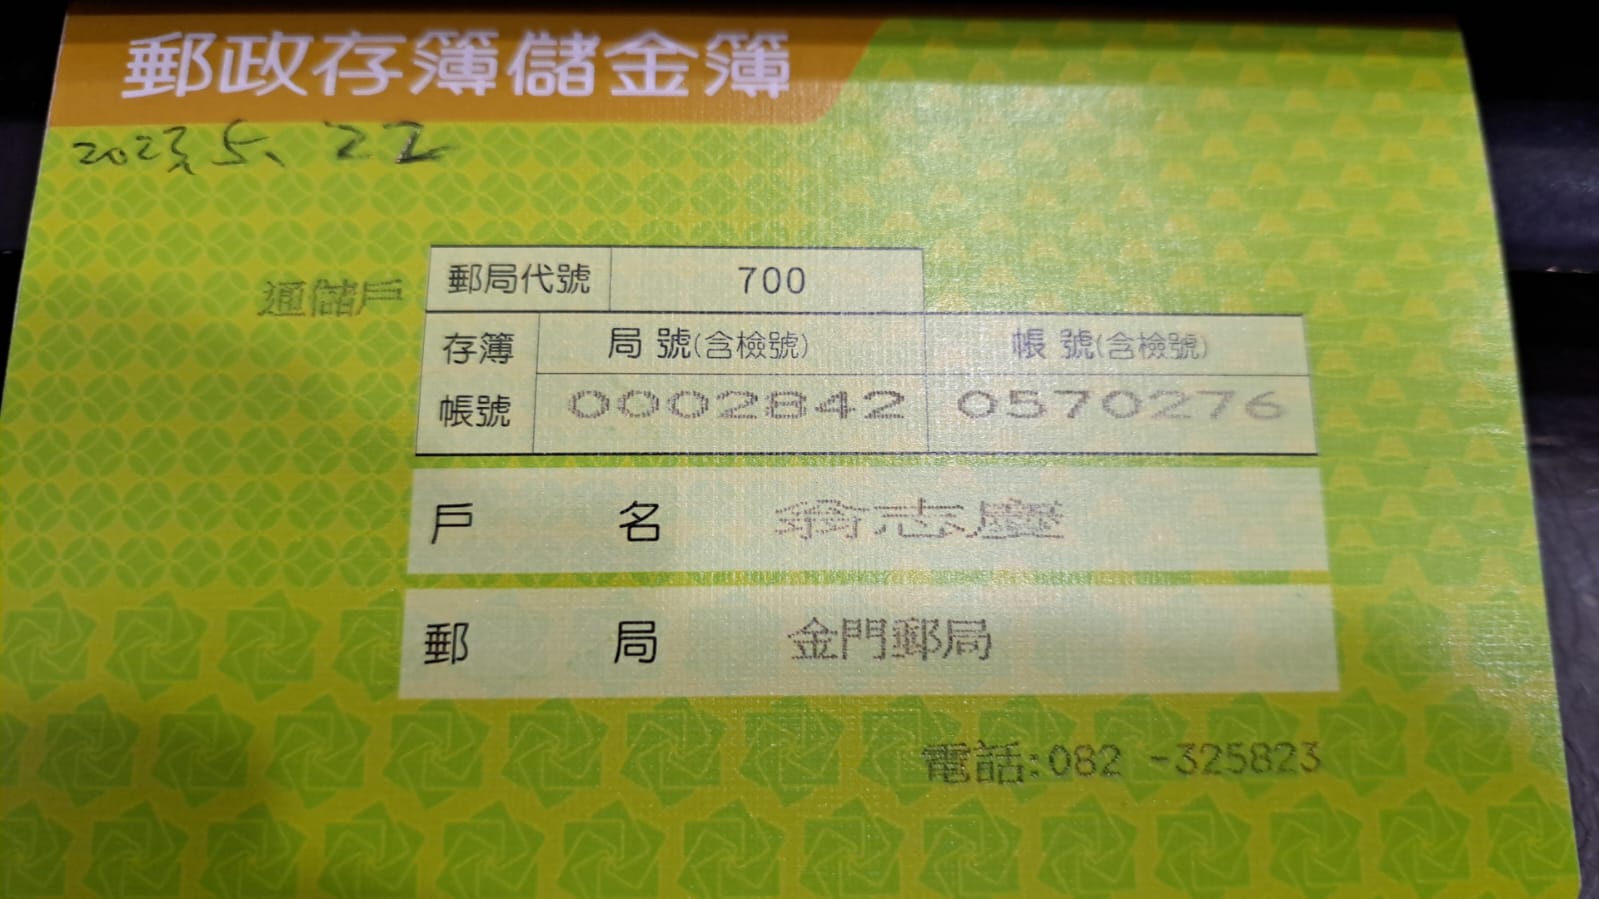 郵政存簿儲金簿
2023, 5、22
通儲戶
郵局代號 700
存簿帳號 局號(含檢號) 帳號(含檢號)
0002842 0570276
戶名 翁志慶
郵局 金門郵局
電話:082 -325823